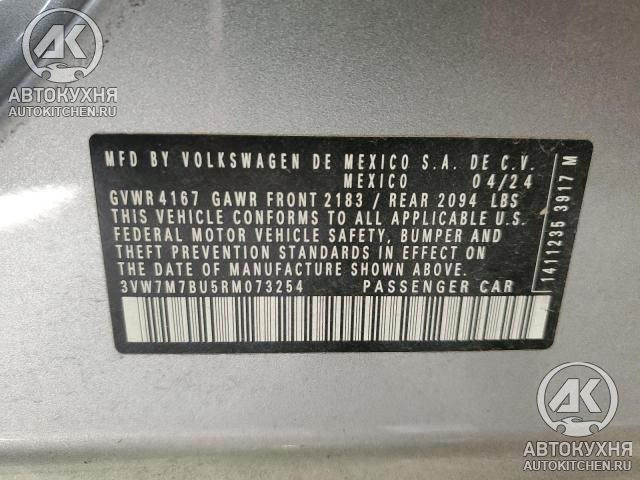 AK
АВТОКУХНЯ
AUTOKITCHEN.RU
MFD BY VOLKSWAGEN DE MEXICO S.A. DE C.V.
MEXICO 04/24
GVWR 4167 GAWR FRONT 2183 / REAR 2094 LBS
THIS VEHICLE CONFORMS TO ALL APPLICABLE U.S.
FEDERAL MOTOR VEHICLE SAFETY, BUMPER AND
THEFT PREVENTION STANDARDS IN EFFECT ON
THE DATE OF MANUFACTURE SHOWN ABOVE
3VW7M7BU5RM073254 PASSENGER CAR
1411235 3917 M
AK
АВТОКУХНЯ
AUTOKITCHEN.RU